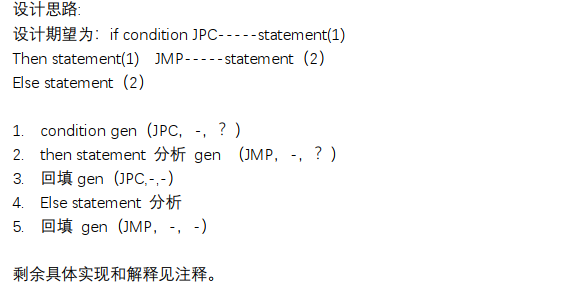 设计思路:
设计期望为：if condition JPC-----statement(1)
Then statement(1)   JMP-----statement（2）
Else statement（2）
1.   condition gen（JPC，-，？）
2.   then statement 分析 gen （JMP，-，？）
3.   回填 gen（JPC,-,-）
4.   Else statement 分析
5.   回填 gen（JMP，-，-）
剩余具体实现和解释见注释。